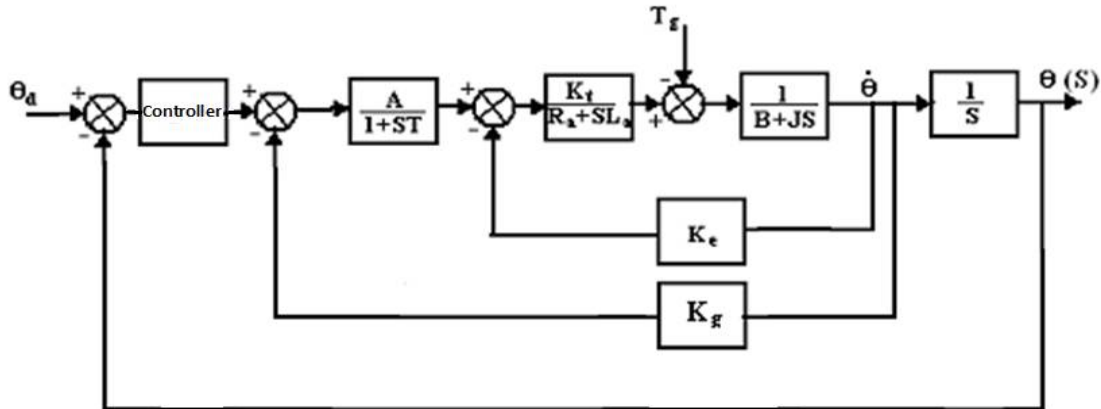 T_g
θ_d
+
-
Controller
+
-
A
1+ST
+
-
K_t
R_a+SL_a
-
+
1
B+JS
θ̇
1
S
θ (S)
K_e
K_g